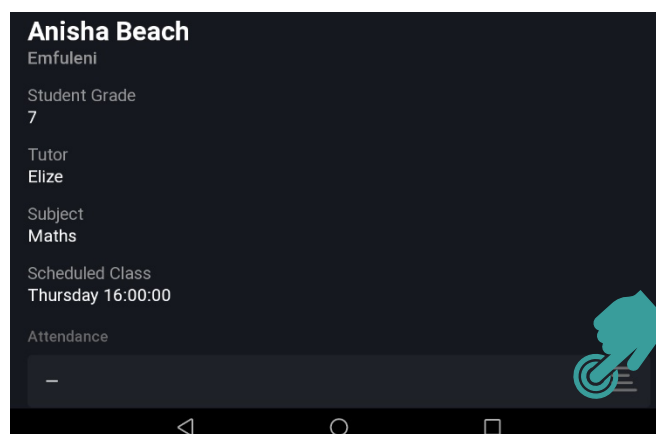 Anisha Beach
Emfuleni
Student Grade
7
Tutor
Elize
Subject
Maths
Scheduled Class
Thursday 16:00:00
Attendance
–